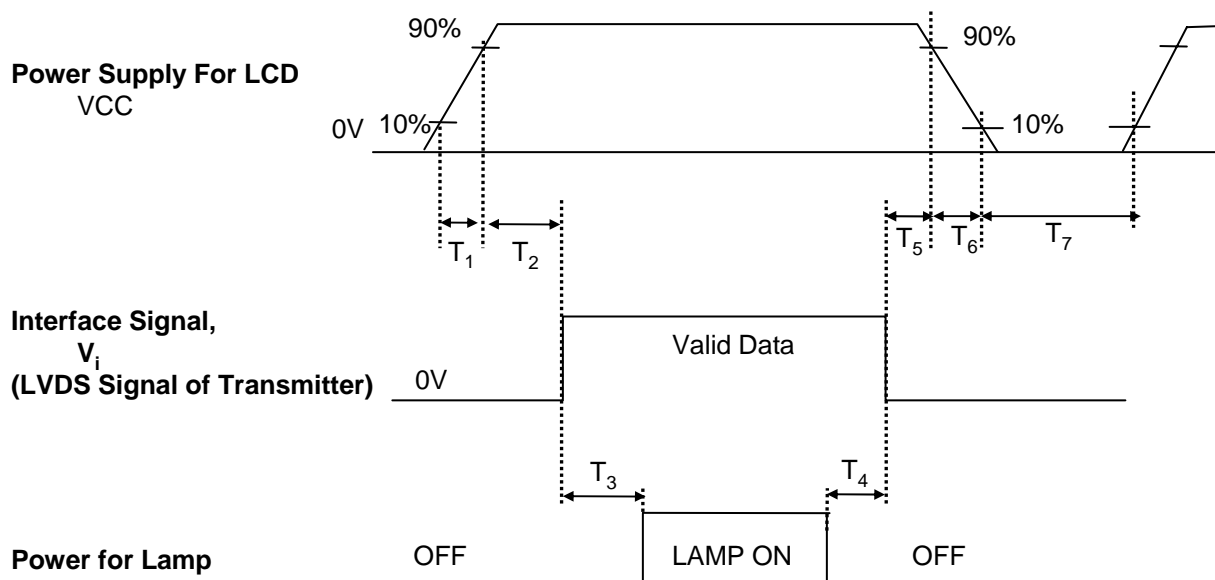 90%
90%
Power Supply For LCD
VCC
0V
10%
10%
T1
T2
T5
T6
T7
Interface Signal,
Vi
(LVDS Signal of Transmitter)
Valid Data
0V
T3
T4
Power for Lamp
OFF
LAMP ON
OFF